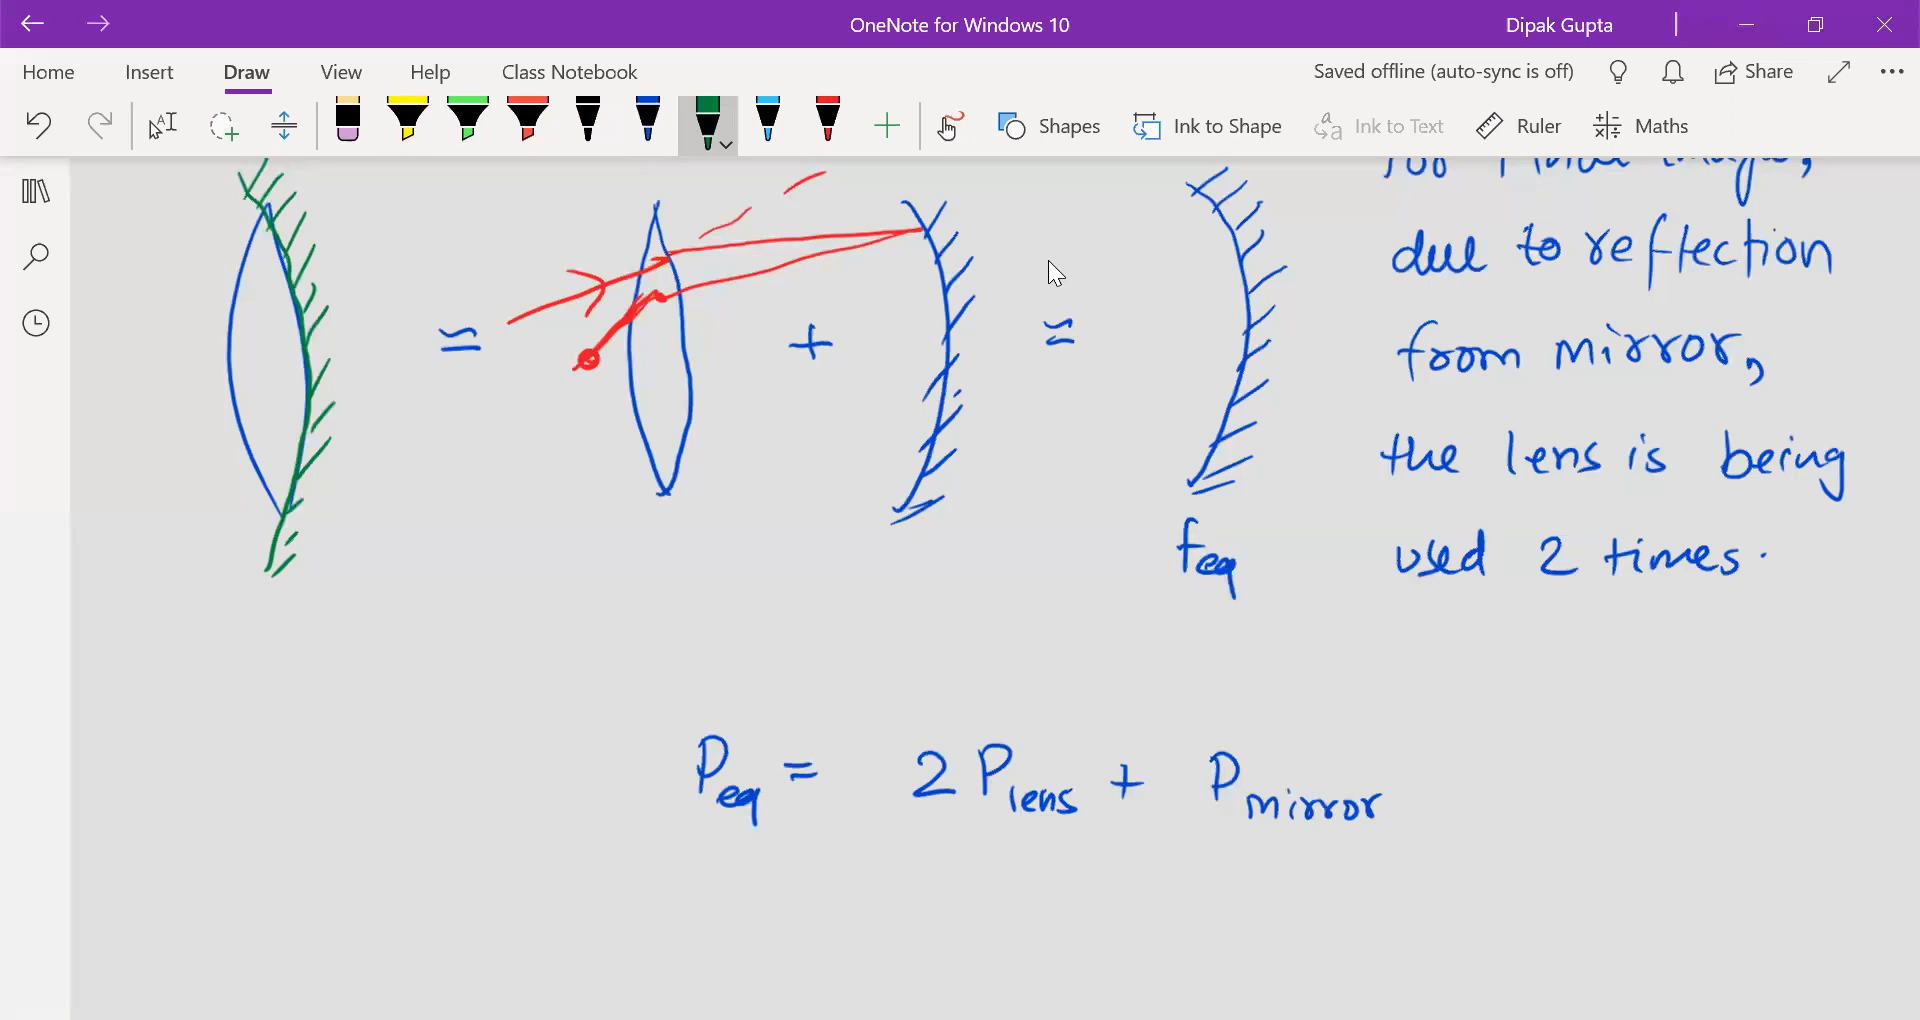 OneNote for Windows 10
Dipak Gupta
Home Insert Draw View Help Class Notebook
Saved offline (auto-sync is off) Share
Shapes Ink to Shape Ink to Text Ruler Maths
due to reflection
from mirror,
the lens is being
used 2 times.
≃ + ≃
feq
Peq = 2 Plens + Pmirror